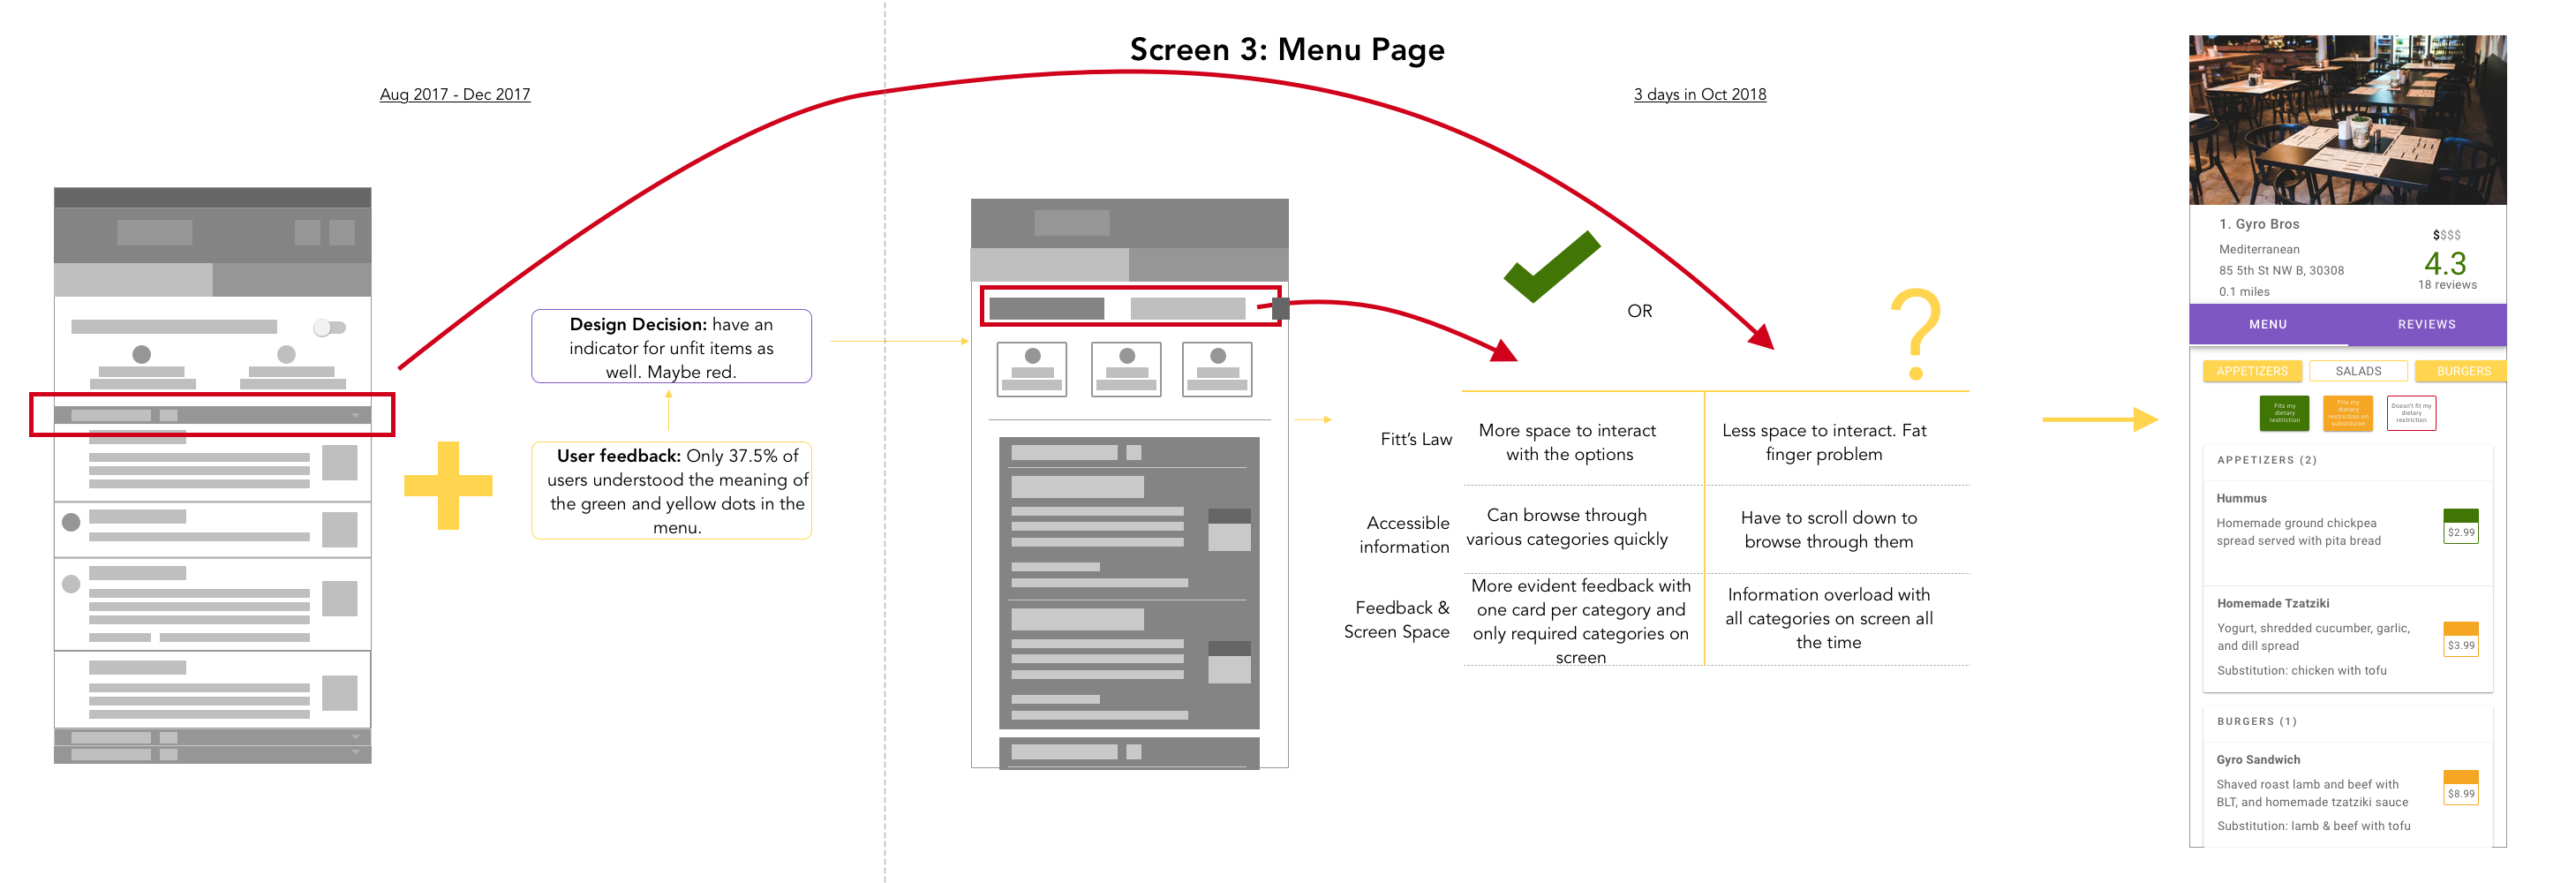 Screen 3: Menu Page
Aug 2017 - Dec 2017
3 days in Oct 2018
Design Decision: have an
indicator for unfit items as
well. Maybe red.
User feedback: Only 37.5% of
users understood the meaning of
the green and yellow dots in the
menu.
OR
?
Fitt's Law
More space to interact
with the options
Less space to interact. Fat
finger problem
Accessible
information
Can browse through
various categories quickly
Have to scroll down to
browse through them
Feedback &
Screen Space
More evident feedback with
one card per category and
only required categories on
screen
Information overload with
all categories on screen all
the time
1. Gyro Bros
Mediterranean
85 5th St NW B, 30308
0.1 miles
$$$$
4.3
18 reviews
MENU
REVIEWS
APPETIZERS
SALADS
BURGERS
Fits my
dietary
restriction
Fits my
dietary
restriction on
substitution
Doesn't fit my
dietary
restriction
APPETIZERS (2)
Hummus
Homemade ground chickpea
spread served with pita bread
$2.99
Homemade Tzatziki
Yogurt, shredded cucumber, garlic,
and dill spread
Substitution: chicken with tofu
$3.99
BURGERS (1)
Gyro Sandwich
Shaved roast lamb and beef with
BLT, and homemade tzatziki sauce
Substitution: lamb & beef with tofu
$8.99